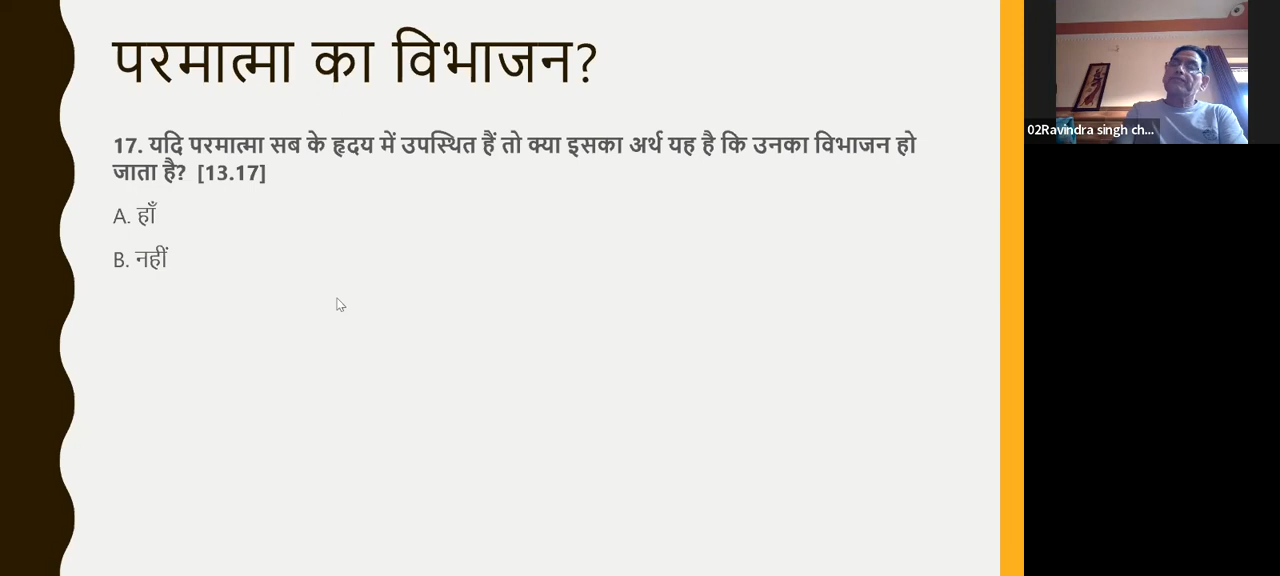 परमात्मा का विभाजन?
17. यदि परमात्मा सब के हृदय में उपस्थित हैं तो क्या इसका अर्थ यह है कि उनका विभाजन हो
जाता है? [13.17]
A. हाँ
B. नहीं
02Ravindra singh ch...